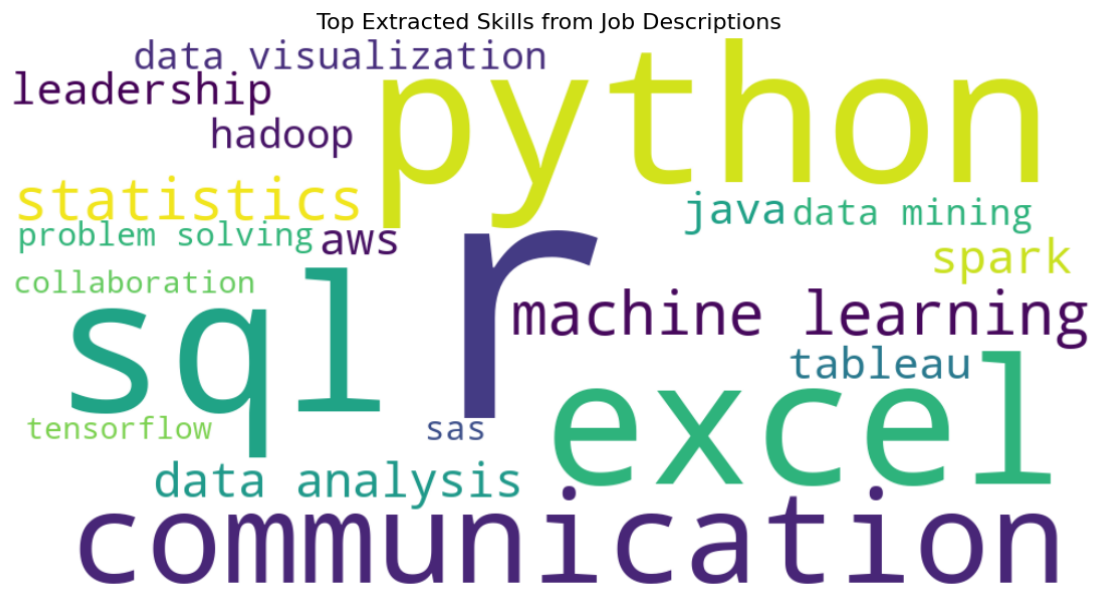 Top Extracted Skills from Job Descriptions
data visualization
python
leadership
hadoop
statistics
java
data mining
problem solving
aws
r
spark
collaboration
sql
machine learning
tableau
excel
tensorflow
sas
data analysis
communication